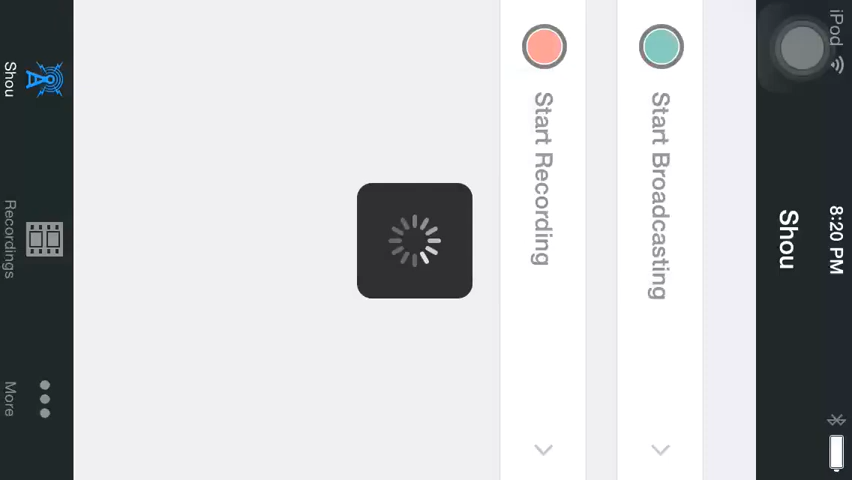 iPod 8:20 PM
Shou
Start Broadcasting
Start Recording
Shou Recordings More